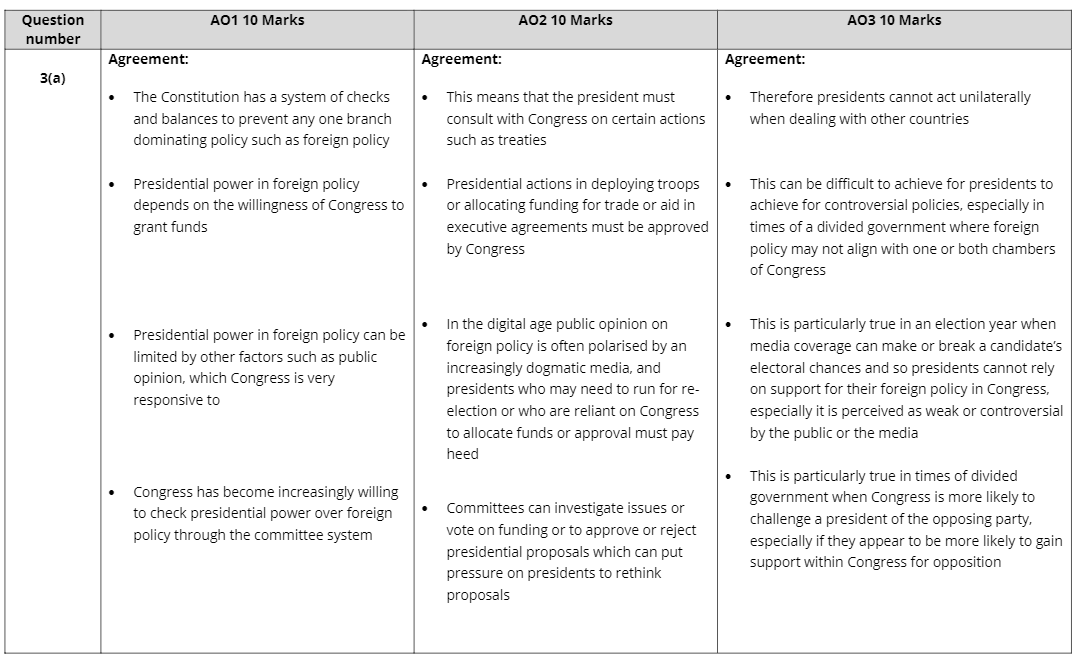 Question
number
AO1 10 Marks
AO2 10 Marks
AO3 10 Marks
3(a)
Agreement:
• The Constitution has a system of checks
and balances to prevent any one branch
dominating policy such as foreign policy
• Presidential power in foreign policy
depends on the willingness of Congress to
grant funds
• Presidential power in foreign policy can be
limited by other factors such as public
opinion, which Congress is very
responsive to
• Congress has become increasingly willing
to check presidential power over foreign
policy through the committee system
Agreement:
• This means that the president must
consult with Congress on certain actions
such as treaties
• Presidential actions in deploying troops
or allocating funding for trade or aid in
executive agreements must be approved
by Congress
• In the digital age public opinion on
foreign policy is often polarised by an
increasingly dogmatic media, and
presidents who may need to run for re-
election or who are reliant on Congress
to allocate funds or approval must pay
heed
• Committees can investigate issues or
vote on funding or to approve or reject
presidential proposals which can put
pressure on presidents to rethink
proposals
Agreement:
• Therefore presidents cannot act unilaterally
when dealing with other countries
• This can be difficult to achieve for presidents to
achieve for controversial policies, especially in
times of a divided government where foreign
policy may not align with one or both chambers
of Congress
• This is particularly true in an election year when
media coverage can make or break a candidate's
electoral chances and so presidents cannot rely
on support for their foreign policy in Congress,
especially it is perceived as weak or controversial
by the public or the media
• This is particularly true in times of divided
government when Congress is more likely to
challenge a president of the opposing party,
especially if they appear to be more likely to gain
support within Congress for opposition